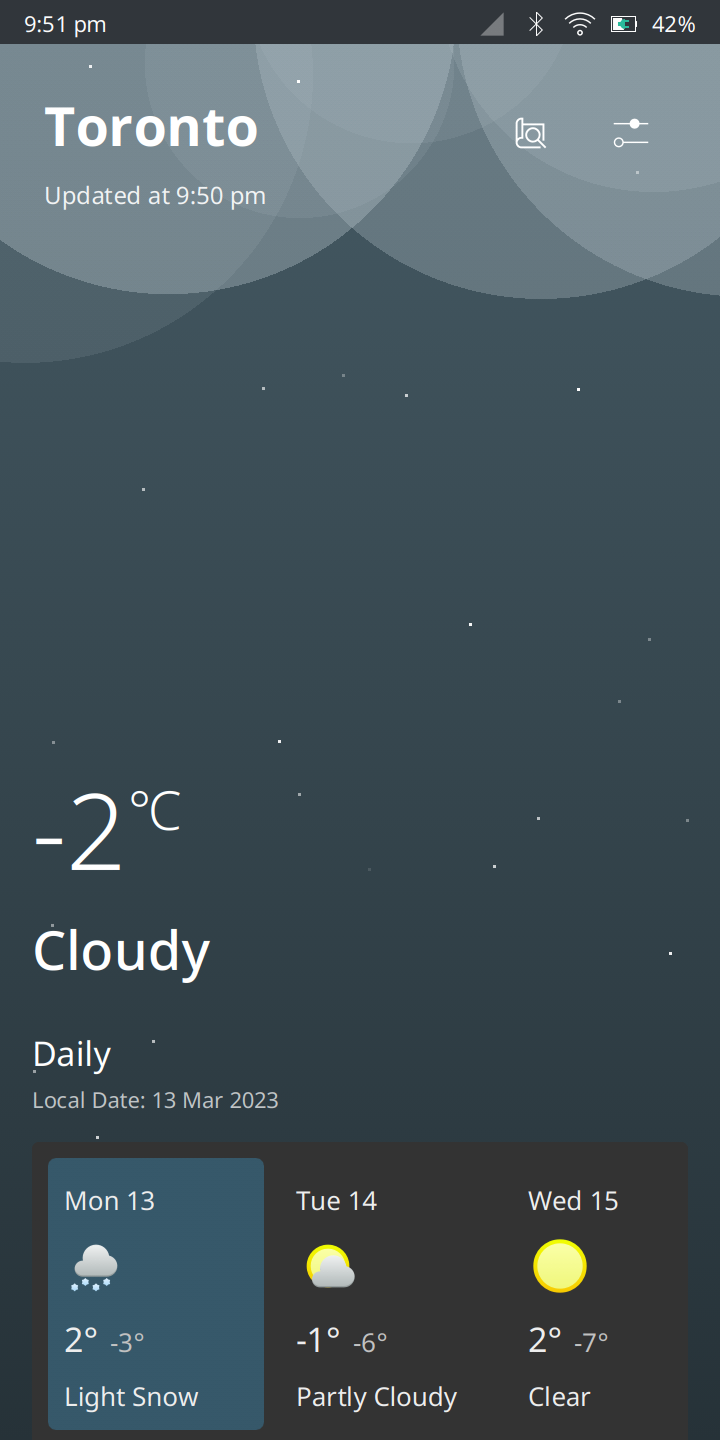 9:51 pm 42%
Toronto
Updated at 9:50 pm
-2°C
Cloudy
Daily
Local Date: 13 Mar 2023
Mon 13 Tue 14 Wed 15
2° -3° -1° -6° 2° -7°
Light Snow Partly Cloudy Clear